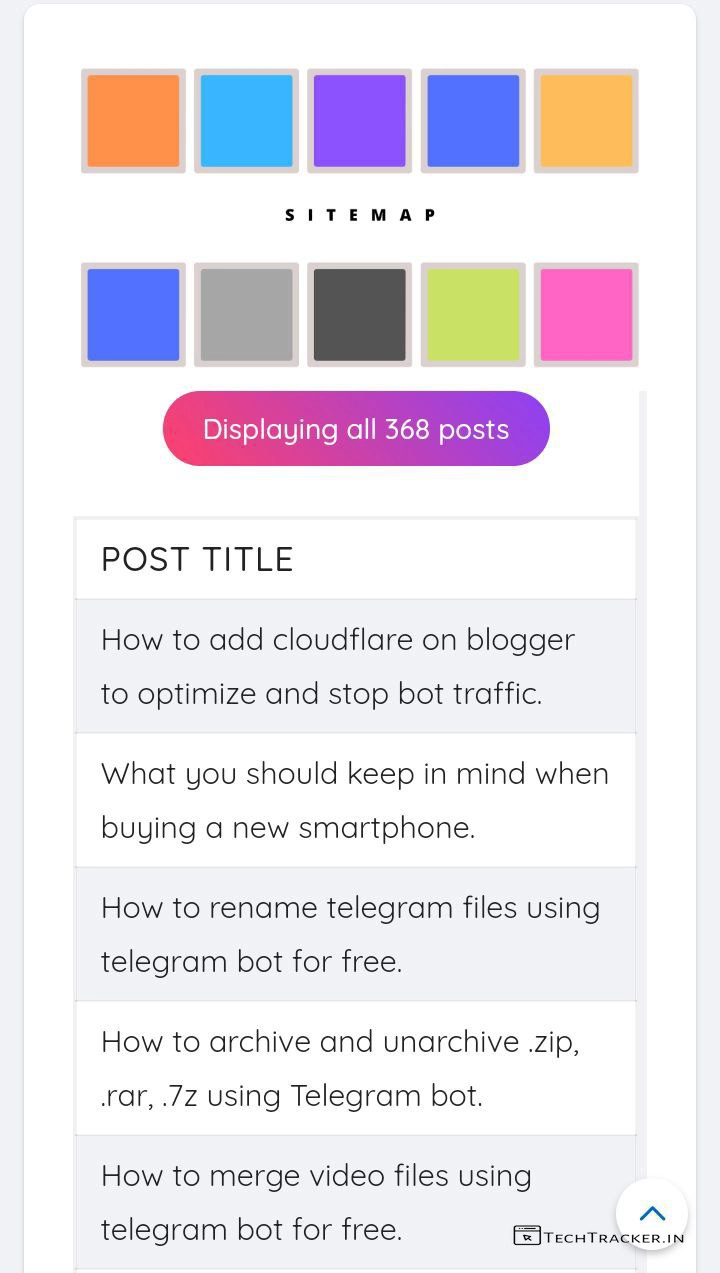 SITEMAP
Displaying all 368 posts
POST TITLE
How to add cloudflare on blogger
to optimize and stop bot traffic.
What you should keep in mind when
buying a new smartphone.
How to rename telegram files using
telegram bot for free.
How to archive and unarchive .zip,
.rar, .7z using Telegram bot.
How to merge video files using
telegram bot for free.
TECHTRACKER.IN